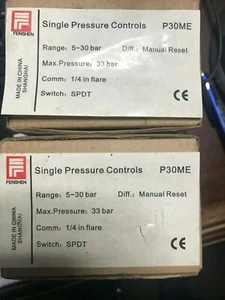 FENSHEN
MADE IN CHINA
SHANGHAI
Single Pressure Controls P30ME
Range: 5~30 bar Diff.: Manual Reset
Max.Pressure: 33 bar
Comm: 1/4 in flare
Switch: SPDT CE
FENSHEN
MADE IN CHINA
SHANGHAI
Single Pressure Controls P30ME
Range: 5~30 bar Diff.: Manual Reset
Max.Pressure: 33 bar
Comm: 1/4 in flare
Switch: SPDT CE